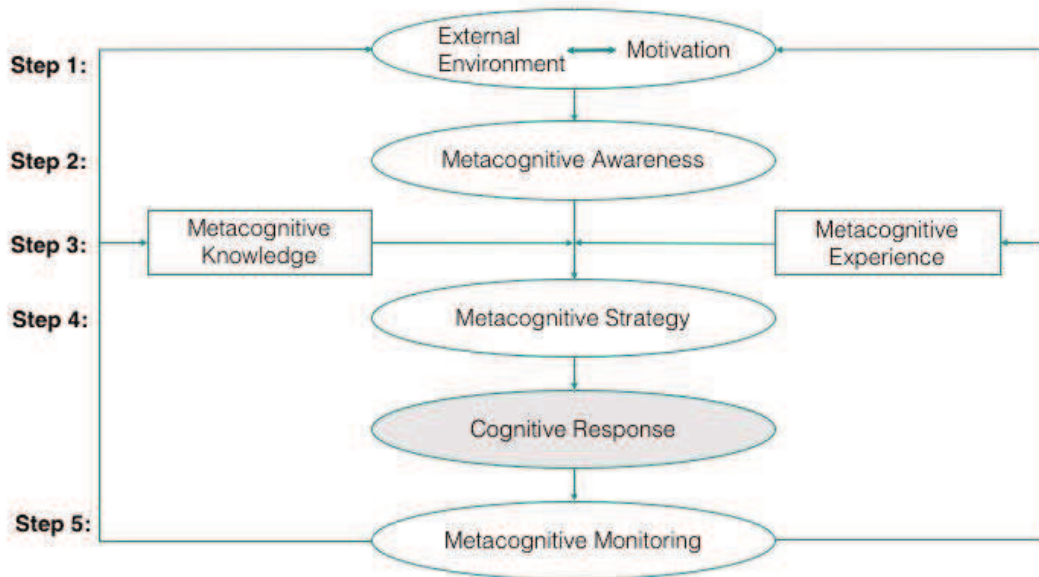 Step 1:
External
Environment
Motivation
Step 2:
Metacognitive Awareness
Step 3:
Metacognitive
Knowledge
Metacognitive
Experience
Step 4:
Metacognitive Strategy
Cognitive Response
Step 5:
Metacognitive Monitoring